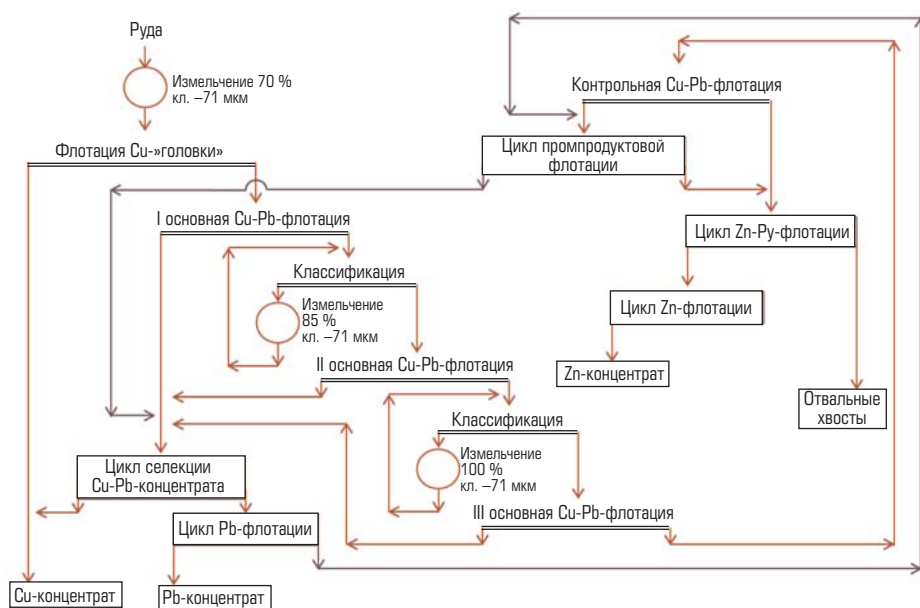 Руда
Измельчение 70 %
кл. –71 мкм
Флотация Cu-»головки»
I основная Cu-Pb-флотация
Классификация
Измельчение
85 %
кл. –71 мкм
II основная Cu-Pb-флотация
Классификация
Измельчение
100 %
кл. –71 мкм
III основная Cu-Pb-флотация
Цикл селекции
Cu-Pb-концентрата
Цикл Pb-флотации
Cu-концентрат
Pb-концентрат
Контрольная Cu-Pb-флотация
Цикл промпродуктовой
флотации
Цикл Zn-Py-флотации
Цикл Zn-флотации
Zn-концентрат
Отвальные
хвосты